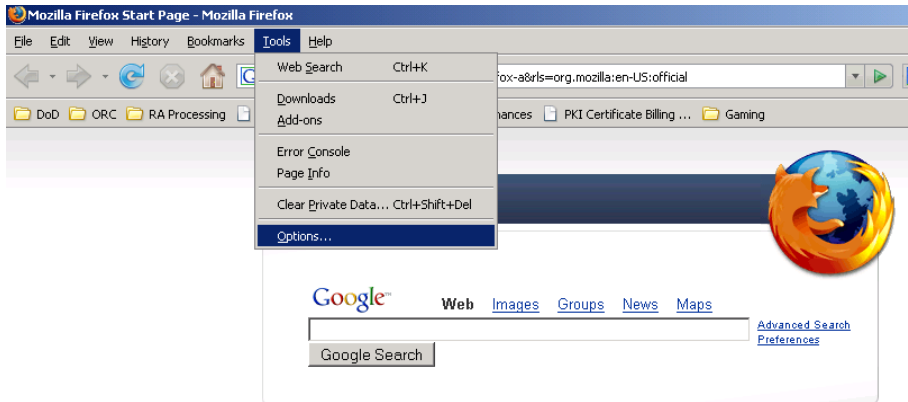 Mozilla Firefox Start Page - Mozilla Firefox
File Edit View History Bookmarks Tools Help
G fox-a&rls=org.mozilla:en-US:official
DoD ORC RA Processing nances PKI Certificate Billing ... Gaming
Web Search Ctrl+K
Downloads Ctrl+J
Add-ons
Error Console
Page Info
Clear Private Data... Ctrl+Shift+Del
Options...
Google™ Web Images Groups News Maps
Advanced Search
Preferences
Google Search